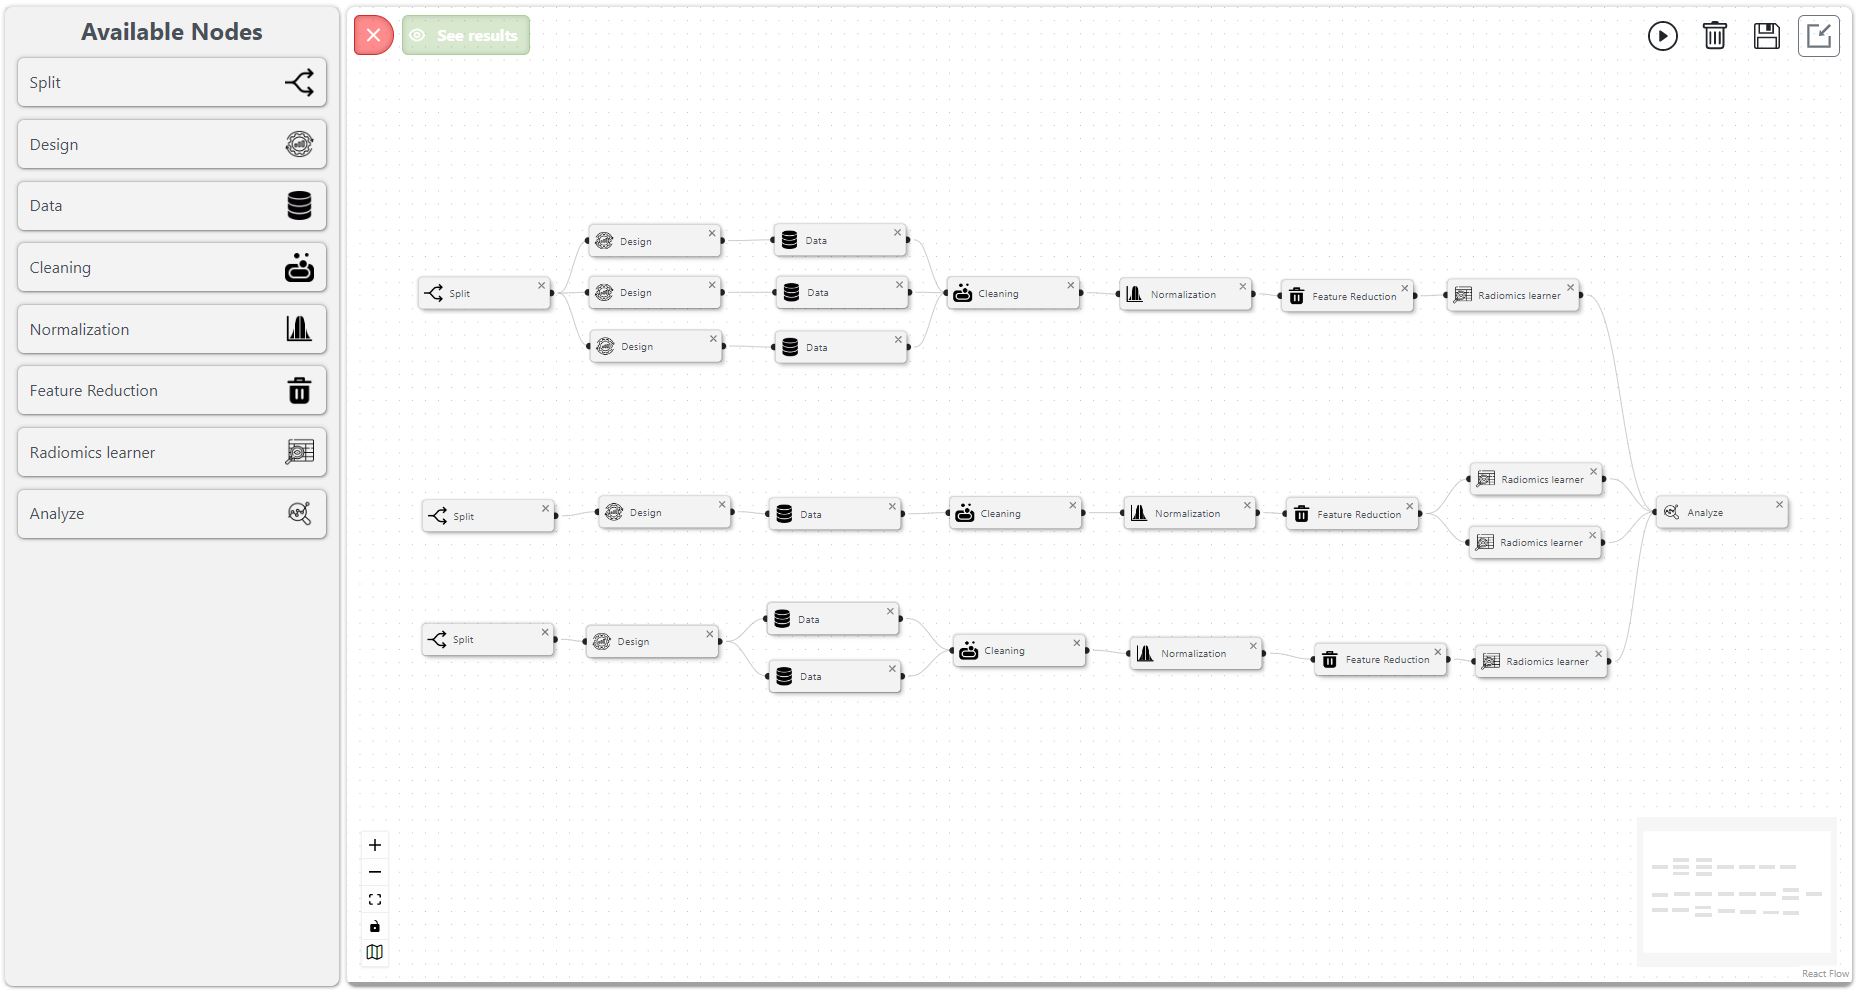 Available Nodes
Split
Design
Data
Cleaning
Normalization
Feature Reduction
Radiomics learner
Analyze
See results
Design
Data
Split
Design
Data
Cleaning
Normalization
Feature Reduction
Radiomics learner
Design
Data
Radiomics learner
Split
Design
Data
Cleaning
Normalization
Feature Reduction
Analyze
Radiomics learner
Data
Split
Design
Cleaning
Normalization
Feature Reduction
Radiomics learner
Data
React Flow